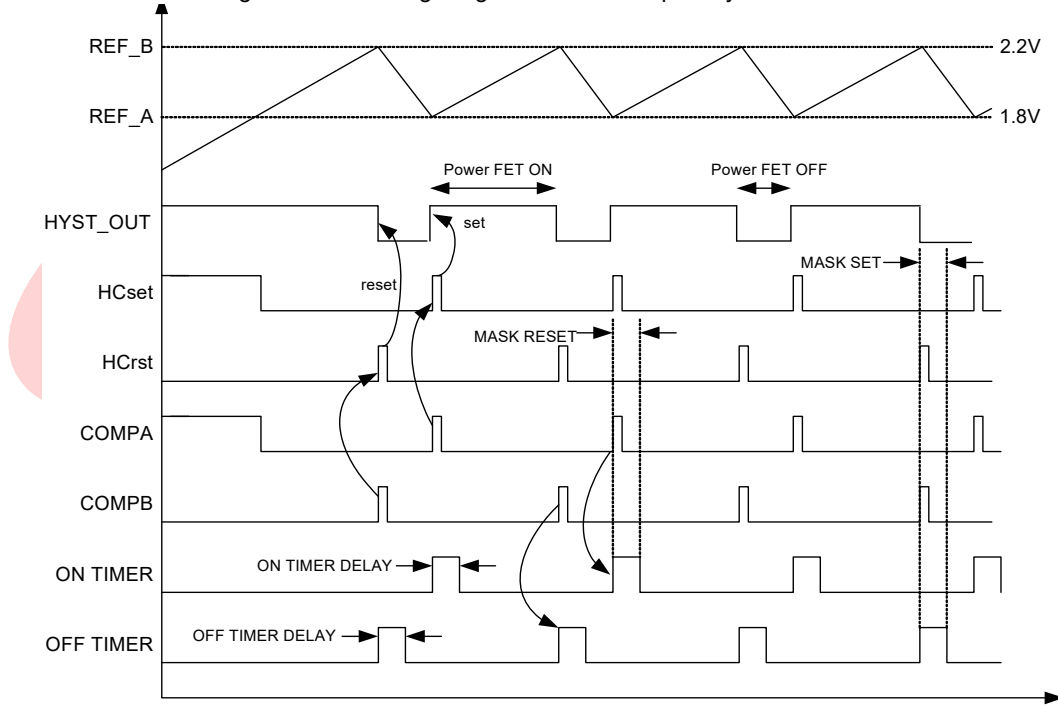 REF_B
2.2V
REF_A
1.8V
Power FET ON
Power FET OFF
HYST_OUT
set
MASK SET
HCset
reset
MASK RESET
HCrst
COMPA
COMPB
ON TIMER DELAY
ON TIMER
OFF TIMER DELAY
OFF TIMER